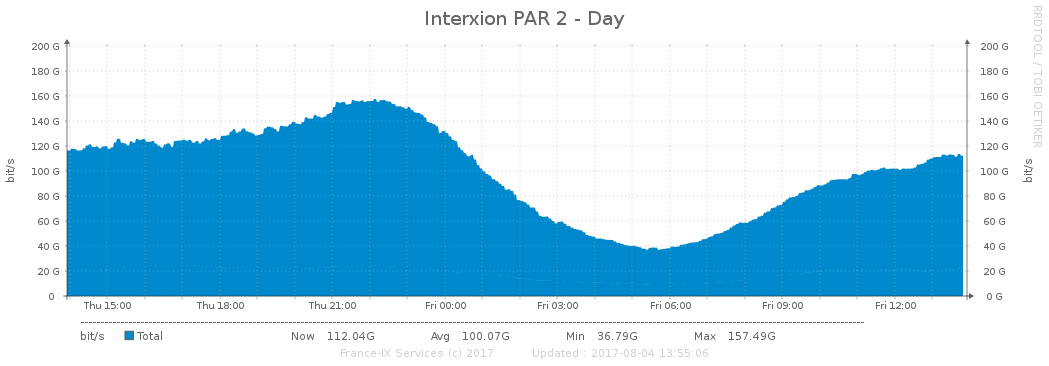 Interxion PAR 2 - Day
RRDTOOL / TOBI OETIKER
200 G 200 G
180 G 180 G
160 G 160 G
140 G 140 G
120 G 120 G
100 G 100 G
80 G 80 G
60 G 60 G
40 G 40 G
20 G 20 G
0 0 G
bit/s bit/s
Thu 15:00 Thu 18:00 Thu 21:00 Fri 00:00 Fri 03:00 Fri 06:00 Fri 09:00 Fri 12:00
bit/s Total Now 112.04G Avg 100.07G Min 36.79G Max 157.49G
France-IX Services (c) 2017 Updated : 2017-08-04 13:55:06